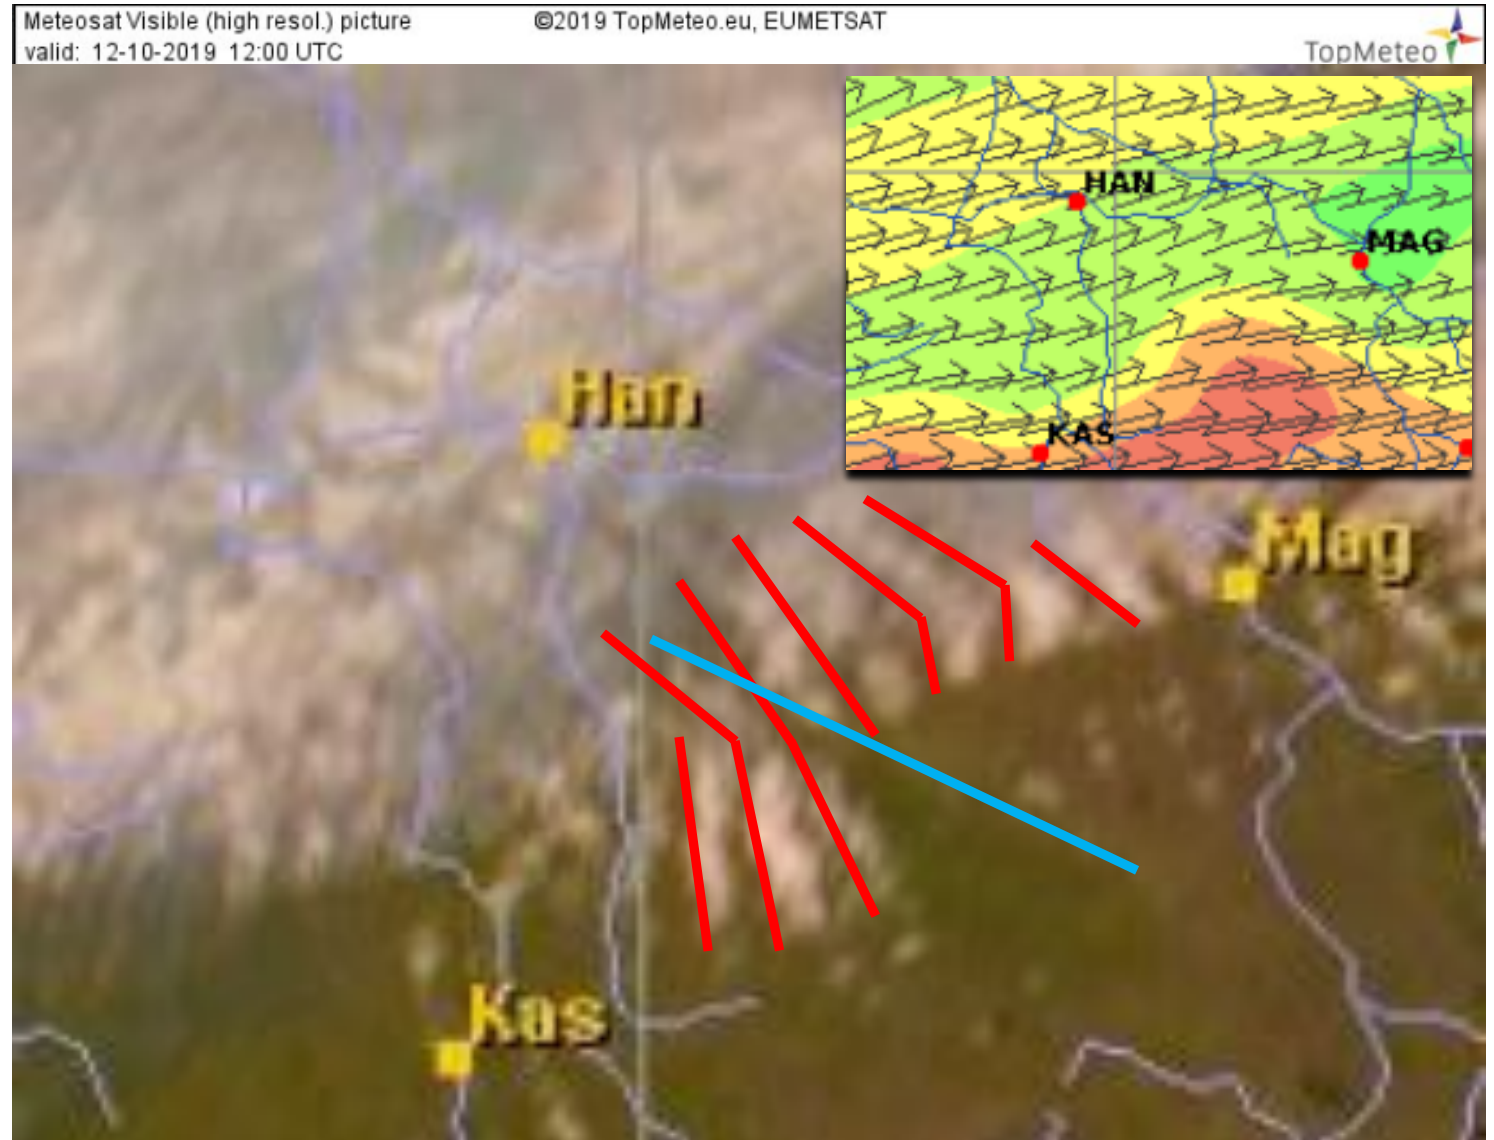 Meteosat Visible (high resol.) picture ©2019 TopMeteo.eu, EUMETSAT
valid: 12-10-2019 12:00 UTC
TopMeteo
HAN
MAG
KAS
Han
Mag
Kas